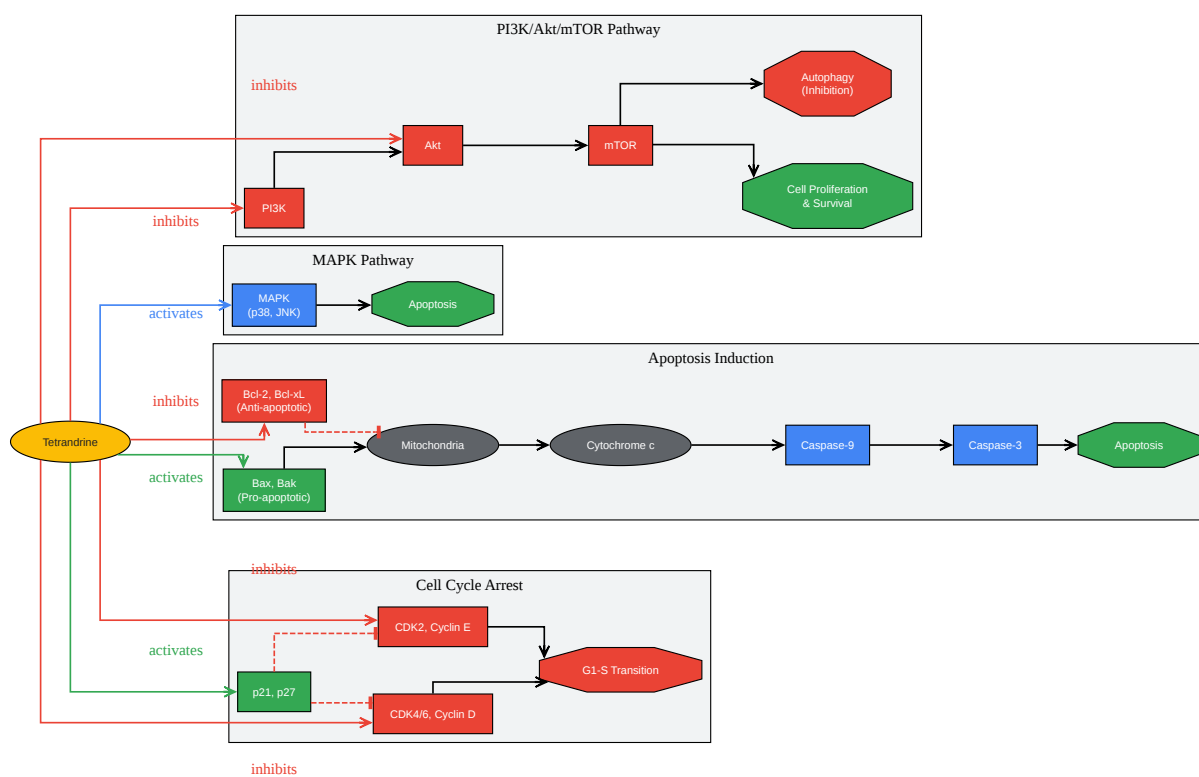 PI3K/Akt/mTOR Pathway
inhibits
Autophagy
(Inhibition)
Akt
mTOR
Cell Proliferation
& Survival
PI3K
inhibits
MAPK Pathway
MAPK
(p38, JNK)
Apoptosis
activates
Apoptosis Induction
Bcl-2, Bcl-xL
(Anti-apoptotic)
inhibits
Tetrandrine
Mitochondria
Cytochrome c
Caspase-9
Caspase-3
Apoptosis
activates
Bax, Bak
(Pro-apoptotic)
inhibits
Cell Cycle Arrest
CDK2, Cyclin E
activates
G1-S Transition
p21, p27
CDK4/6, Cyclin D
inhibits